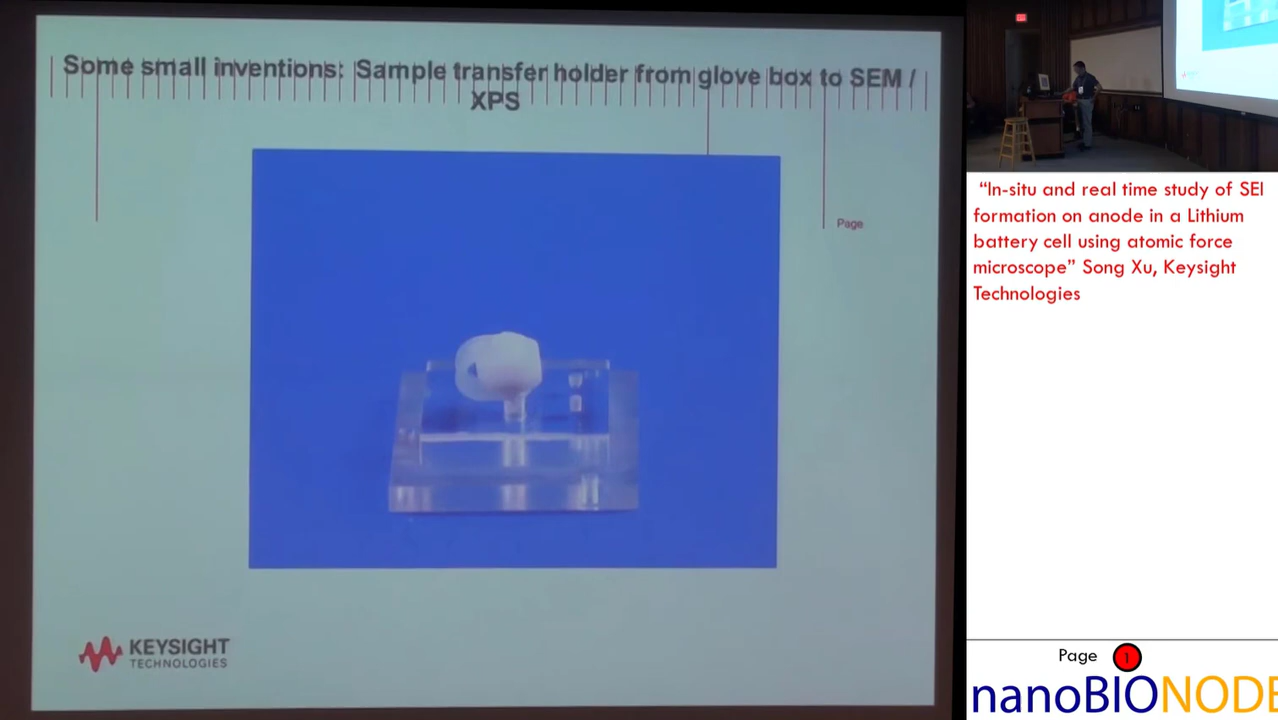 Some small inventions: Sample transfer holder from glove box to SEM /
XPS
Page
KEYSIGHT
TECHNOLOGIES
“In-situ and real time study of SEI
formation on anode in a Lithium
battery cell using atomic force
microscope” Song Xu, Keysight
Technologies
Page 1
nanoBIONODE